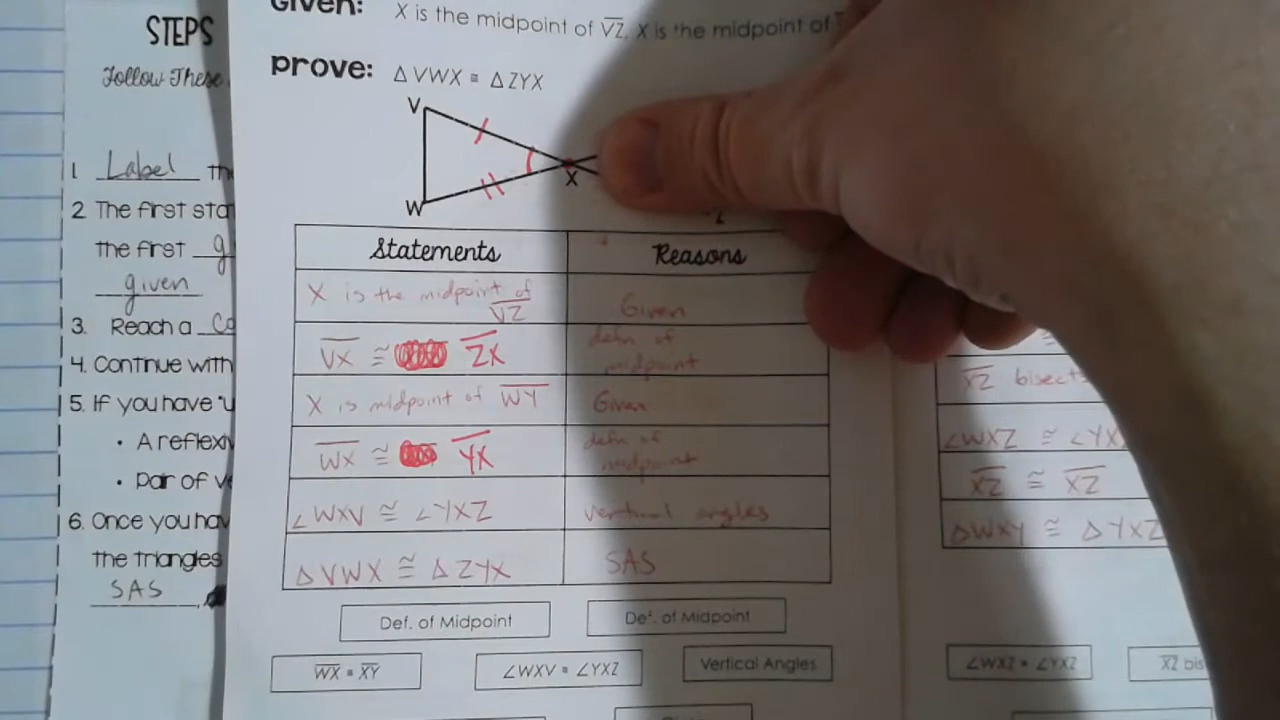 STEPS
Follow These
1 Label Th
2 The first sta
the first g
given
3. Reach a Co
4. Continue with
5. If you have "u
• A reflexiv
• Pair of ve
6. Once you hav
the triangles
SAS
Given: X is the midpoint of VZ, X is the midpoint of
prove: △VWX ≅ △ZYX
V
X
W
Z
Statements Reasons
X is the midpoint of VZ Given
VX ≅ ZX defn of midpoint
X is midpoint of WY Given
WX ≅ YX defn of midpoint
∠WXV ≅ ∠YXZ vertical angles
△VWX ≅ △ZYX SAS
Def. of Midpoint Def. of Midpoint
WX ≅ XY ∠WXV ≅ ∠YXZ Vertical Angles
XZ bisects
∠WXZ ≅ ∠YX
XZ ≅ XZ
△WXY ≅ △YXZ
∠WXZ ≅ ∠YXZ XZ bis